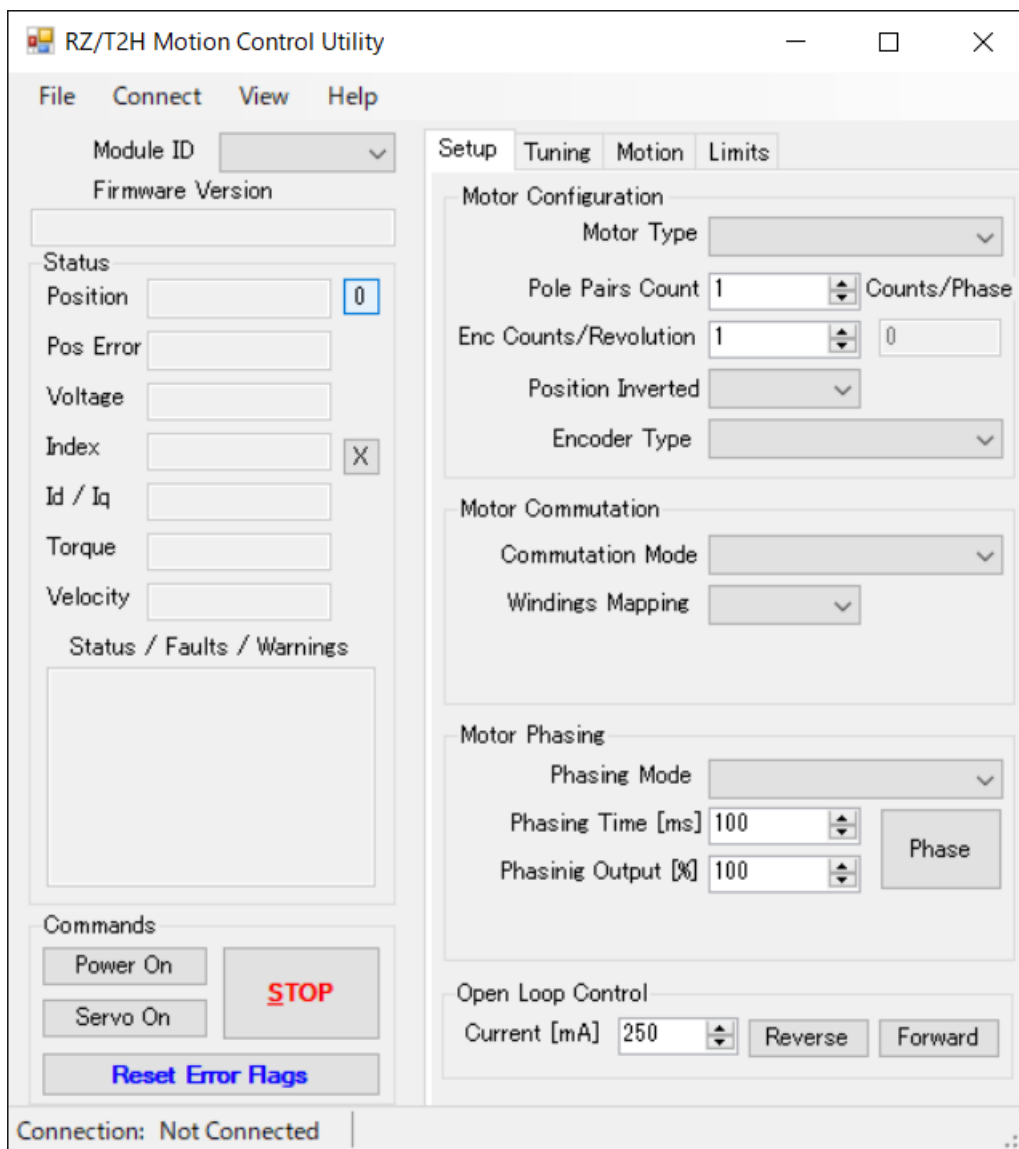 RZ/T2H Motion Control Utility
File Connect View Help
Module ID
Firmware Version
Status
Position 0
Pos Error
Voltage
Index X
Id / Iq
Torque
Velocity
Status / Faults / Warnings
Commands
Power On
Servo On
STOP
Reset Error Flags
Setup Tuning Motion Limits
Motor Configuration
Motor Type
Pole Pairs Count 1 Counts/Phase
Enc Counts/Revolution 1 0
Position Inverted
Encoder Type
Motor Commutation
Commutation Mode
Windings Mapping
Motor Phasing
Phasing Mode
Phasing Time [ms] 100
Phasinig Output [%] 100
Phase
Open Loop Control
Current [mA] 250 Reverse Forward
Connection: Not Connected